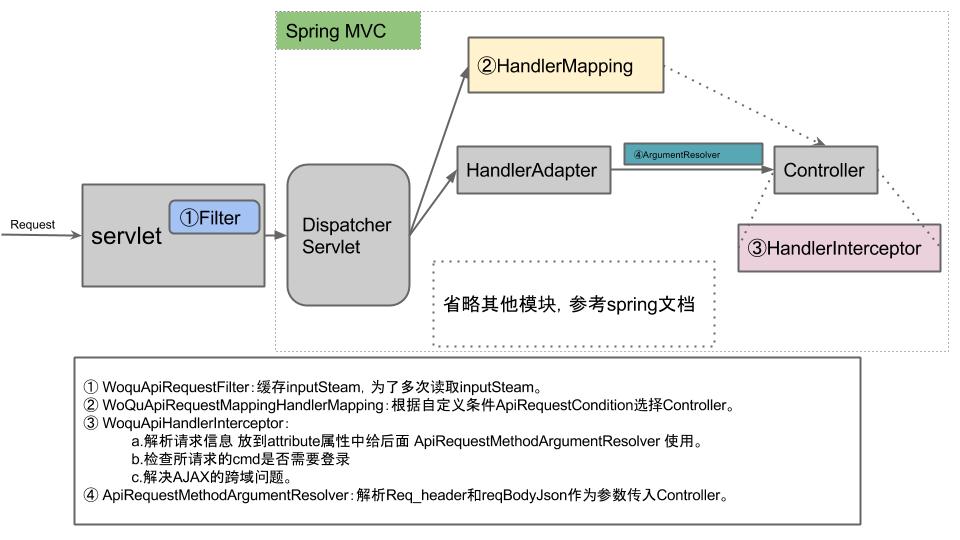 Spring MVC
②HandlerMapping
④ArgumentResolver
HandlerAdapter
Controller
Request
servlet
①Filter
Dispatcher
Servlet
③HandlerInterceptor
省略其他模块，参考spring文档
① WoquApiRequestFilter：缓存inputSteam，为了多次读取inputSteam。
② WoQuApiRequestMappingHandlerMapping：根据自定义条件ApiRequestCondition选择Controller。
③ WoquApiHandlerInterceptor：
a.解析请求信息 放到attribute属性中给后面 ApiRequestMethodArgumentResolver 使用。
b.检查所请求的cmd是否需要登录
c.解决AJAX的跨域问题。
④ ApiRequestMethodArgumentResolver：解析Req_header和reqBodyJson作为参数传入Controller。